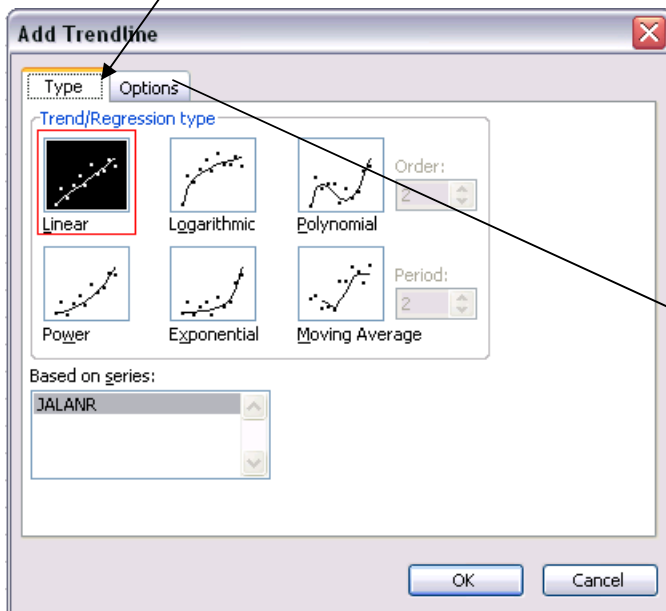 Add Trendline
Type Options
Trend/Regression type
Linear Logarithmic Polynomial Order: 2
Power Exponential Moving Average Period: 2
Based on series:
JALANR
OK Cancel